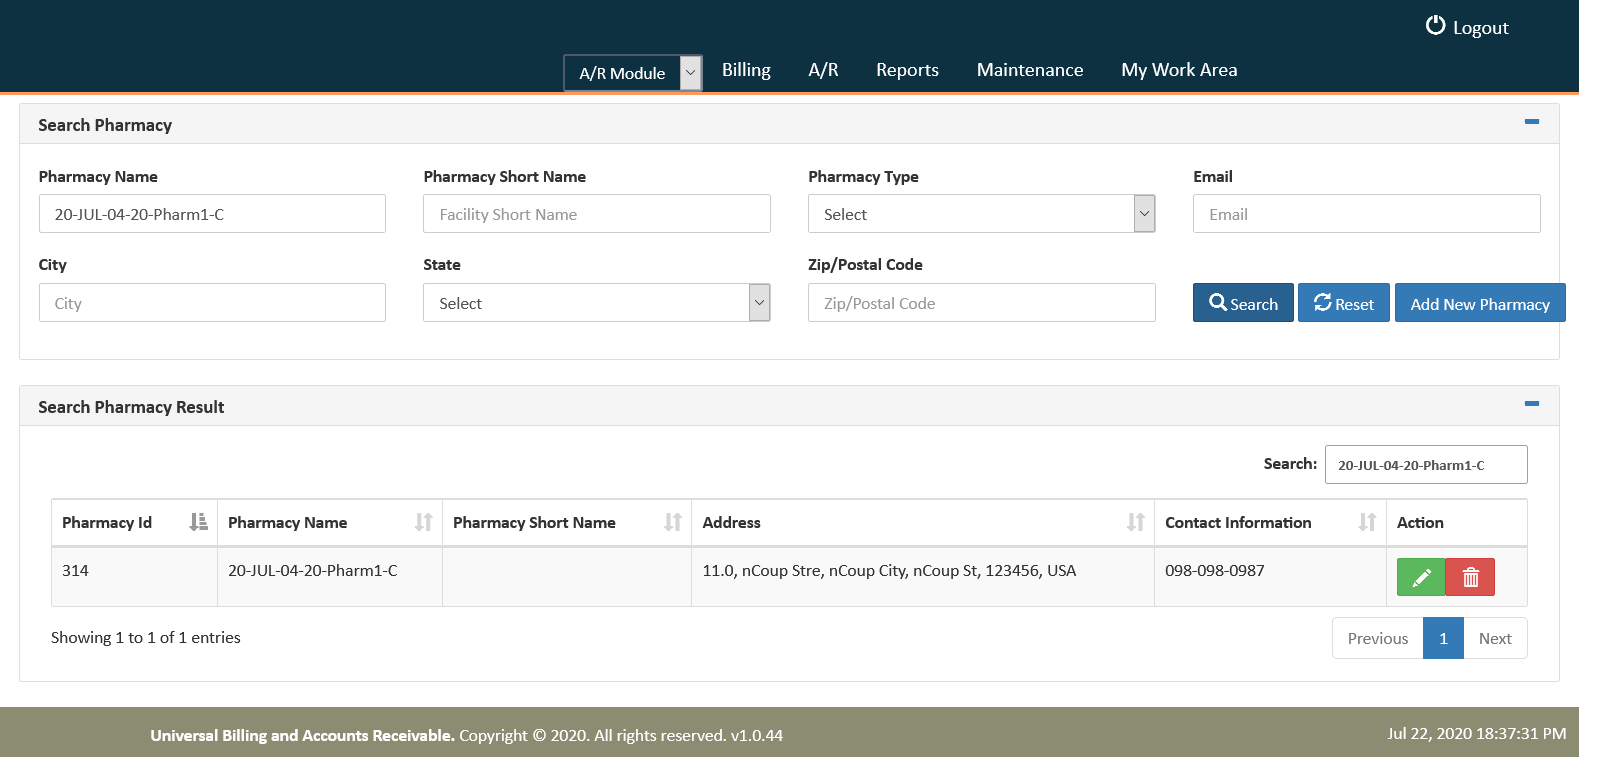 Logout
A/R Module Billing A/R Reports Maintenance My Work Area
Search Pharmacy
Pharmacy Name Pharmacy Short Name Pharmacy Type Email
20-JUL-04-20-Pharm1-C Facility Short Name Select Email
City State Zip/Postal Code
City Select Zip/Postal Code Search Reset Add New Pharmacy
Search Pharmacy Result
Search: 20-JUL-04-20-Pharm1-C
Pharmacy Id Pharmacy Name Pharmacy Short Name Address Contact Information Action
314 20-JUL-04-20-Pharm1-C 11.0, nCoup Stre, nCoup City, nCoup St, 123456, USA 098-098-0987
Showing 1 to 1 of 1 entries Previous 1 Next
Universal Billing and Accounts Receivable. Copyright © 2020. All rights reserved. v1.0.44 Jul 22, 2020 18:37:31 PM